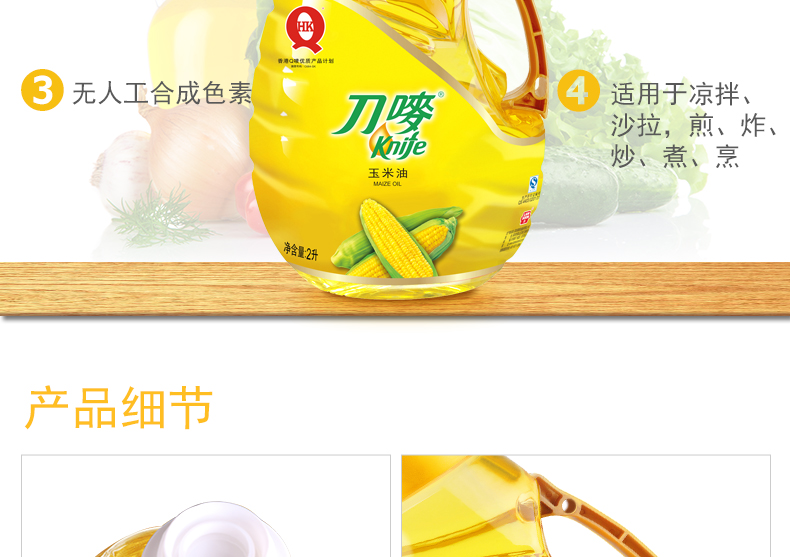 HK
Q
香港Q嘜优质产品计划
3 无人工合成色素
4 适用于凉拌、
沙拉，煎、炸、
炒、煮、烹
刀嘜®
Knife
玉米油
MAIZE OIL
净含量:2升
产品细节